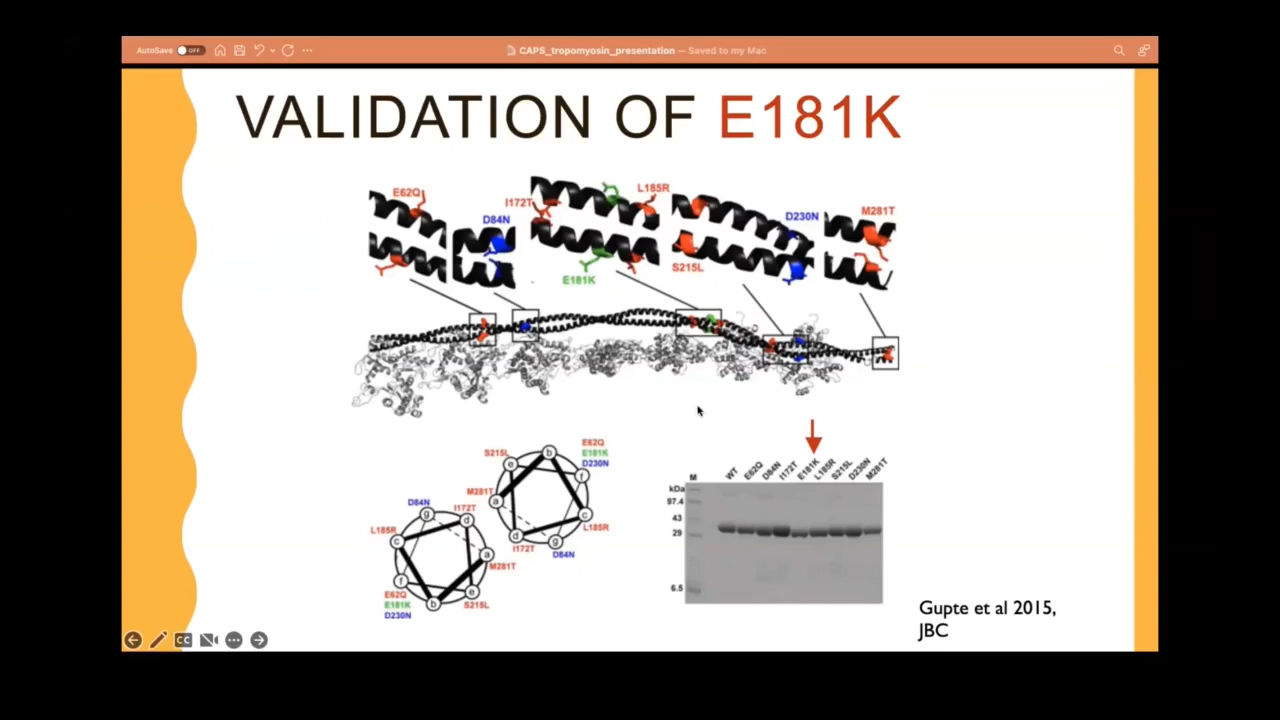 AutoSave OFF
CAPS_tropomyosin_presentation — Saved to my Mac
VALIDATION OF E181K
E62Q
D84N
I172T
L185R
E181K
S215L
D230N
M281T
S215L
b
e
E62Q
E181K
D230N
f
M281T
a
c
L185R
d
I172T
g
D84N
D84N
g
I172T
d
L185R
c
a
M281T
f
e
E62Q
E181K
D230N
b
S215L
M
WT
E62Q
D84N
I172T
E181K
L185R
S215L
D230N
M281T
kDa
97.4
43
29
6.5
Gupte et al 2015,
JBC
CC